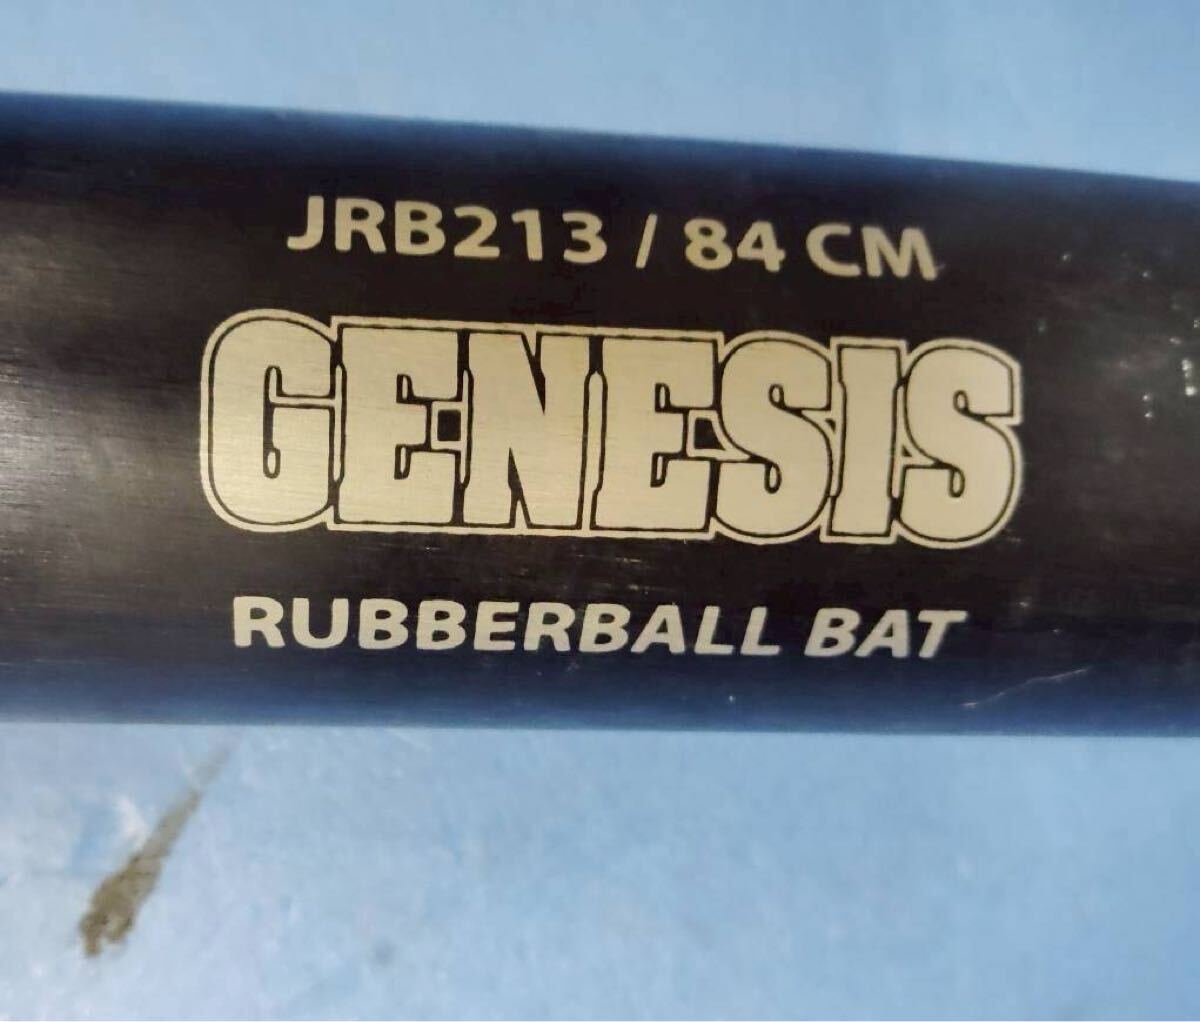 JRB213 / 84 CM
GENESIS
RUBBERBALL BAT